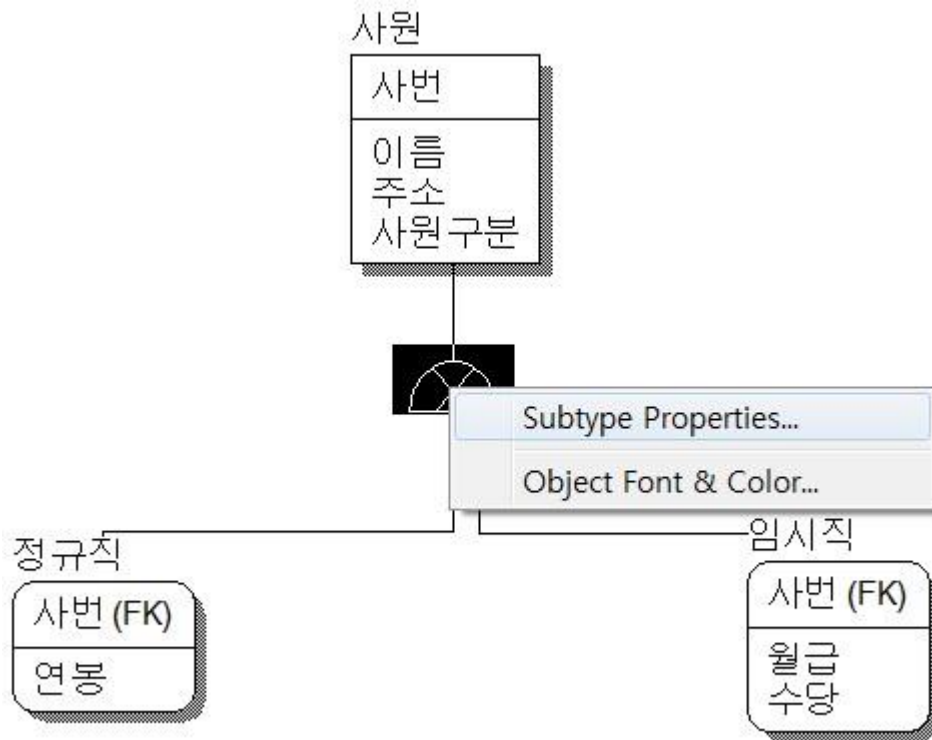 사원
사번
이름
주소
사원구분
Subtype Properties...
Object Font & Color...
정규직
사번 (FK)
연봉
임시직
사번 (FK)
월급
수당